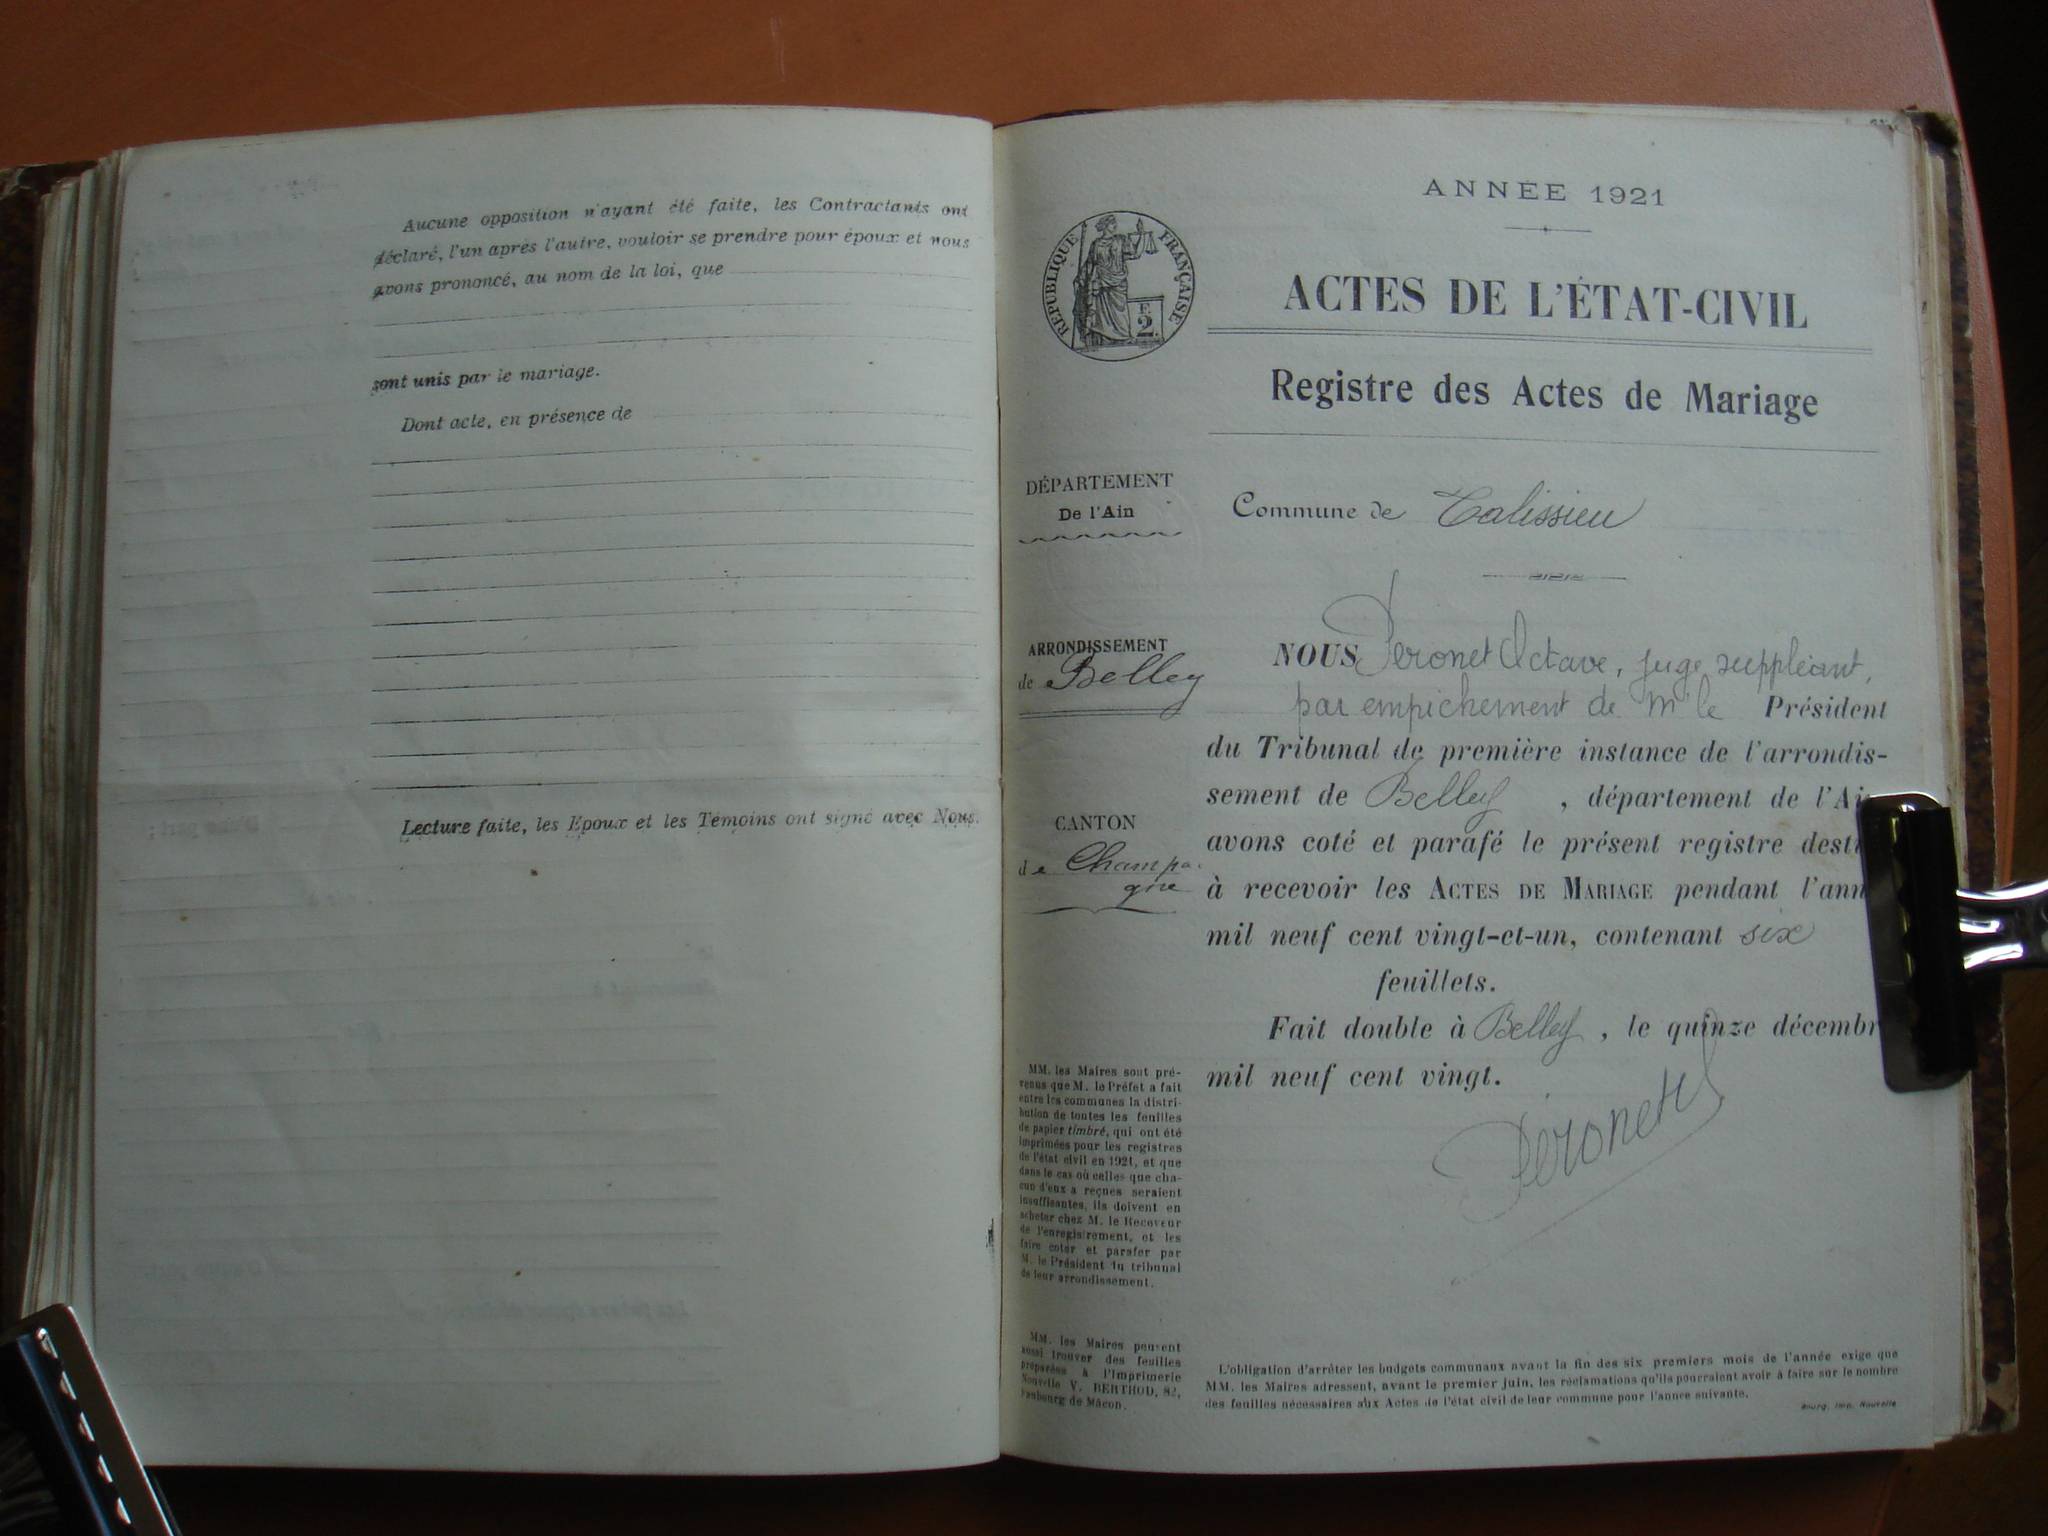 Aucune opposition n'ayant été faite, les Contractants ont
déclaré, l'un après l'autre, vouloir se prendre pour époux et nous
avons prononcé, au nom de la loi, que
sont unis par le mariage.
Dont acte, en présence de
Lecture faite, les Epoux et les Témoins ont signé avec Nous.
ANNÉE 1921
RÉPUBLIQUE FRANÇAISE
F.
2.
ACTES DE L'ÉTAT-CIVIL
Registre des Actes de Mariage
DÉPARTEMENT
De l'Ain
Commune de Talissieu
ARRONDISSEMENT
de Belley
CANTON
de Champa
gne
NOUS Péronet Octave, juge suppléant,
par empêchement de Mr le Président
du Tribunal de première instance de l'arrondis-
sement de Belley , département de l'Ain
avons coté et parafé le présent registre desti
à recevoir les ACTES DE MARIAGE pendant l'ann
mil neuf cent vingt-et-un, contenant six
feuillets.
Fait double à Belley , le quinze décembr
mil neuf cent vingt.
Péronet
MM. les Maires sont pré-
venus que M. le Préfet a fait
entre les communes la distri-
bution de toutes les feuilles
de papier timbré, qui ont été
imprimées pour les registres
de l'état civil en 1921, et que
dans le cas où celles que cha-
cun d'eux a reçues seraient
insuffisantes, ils doivent en
acheter chez M. le Receveur
de l'enregistrement, et les
faire coter et parafer par
M. le Président du tribunal
de leur arrondissement.
MM. les Maires peuvent
aussi trouver des feuilles
préparées à l'Imprimerie
Nouvelle V. BERTHOD, 82,
Faubourg de Mâcon.
L'obligation d'arrêter les budgets communaux avant la fin des six premiers mois de l'année exige que
MM. les Maires adressent, avant le premier juin, les réclamations qu'ils pourraient avoir à faire sur le nombre
des feuilles nécessaires aux Actes de l'état civil de leur commune pour l'année suivante.
Bourg, Imp. Nouvelle